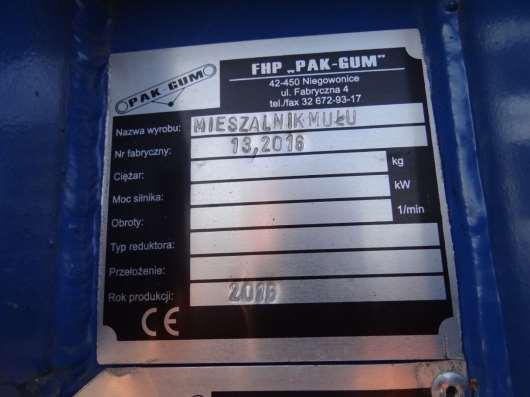 PAK-GUM
FHP „PAK-GUM"
42-450 Niegowonice
ul. Fabryczna 4
tel./fax 32 672-93-17
Nazwa wyrobu: MIESZALNIK MUŁU
Nr fabryczny: 13,2016
Ciężar: kg
Moc silnika: kW
Obroty: 1/min
Typ reduktora:
Przełożenie:
Rok produkcji: 2016
CE